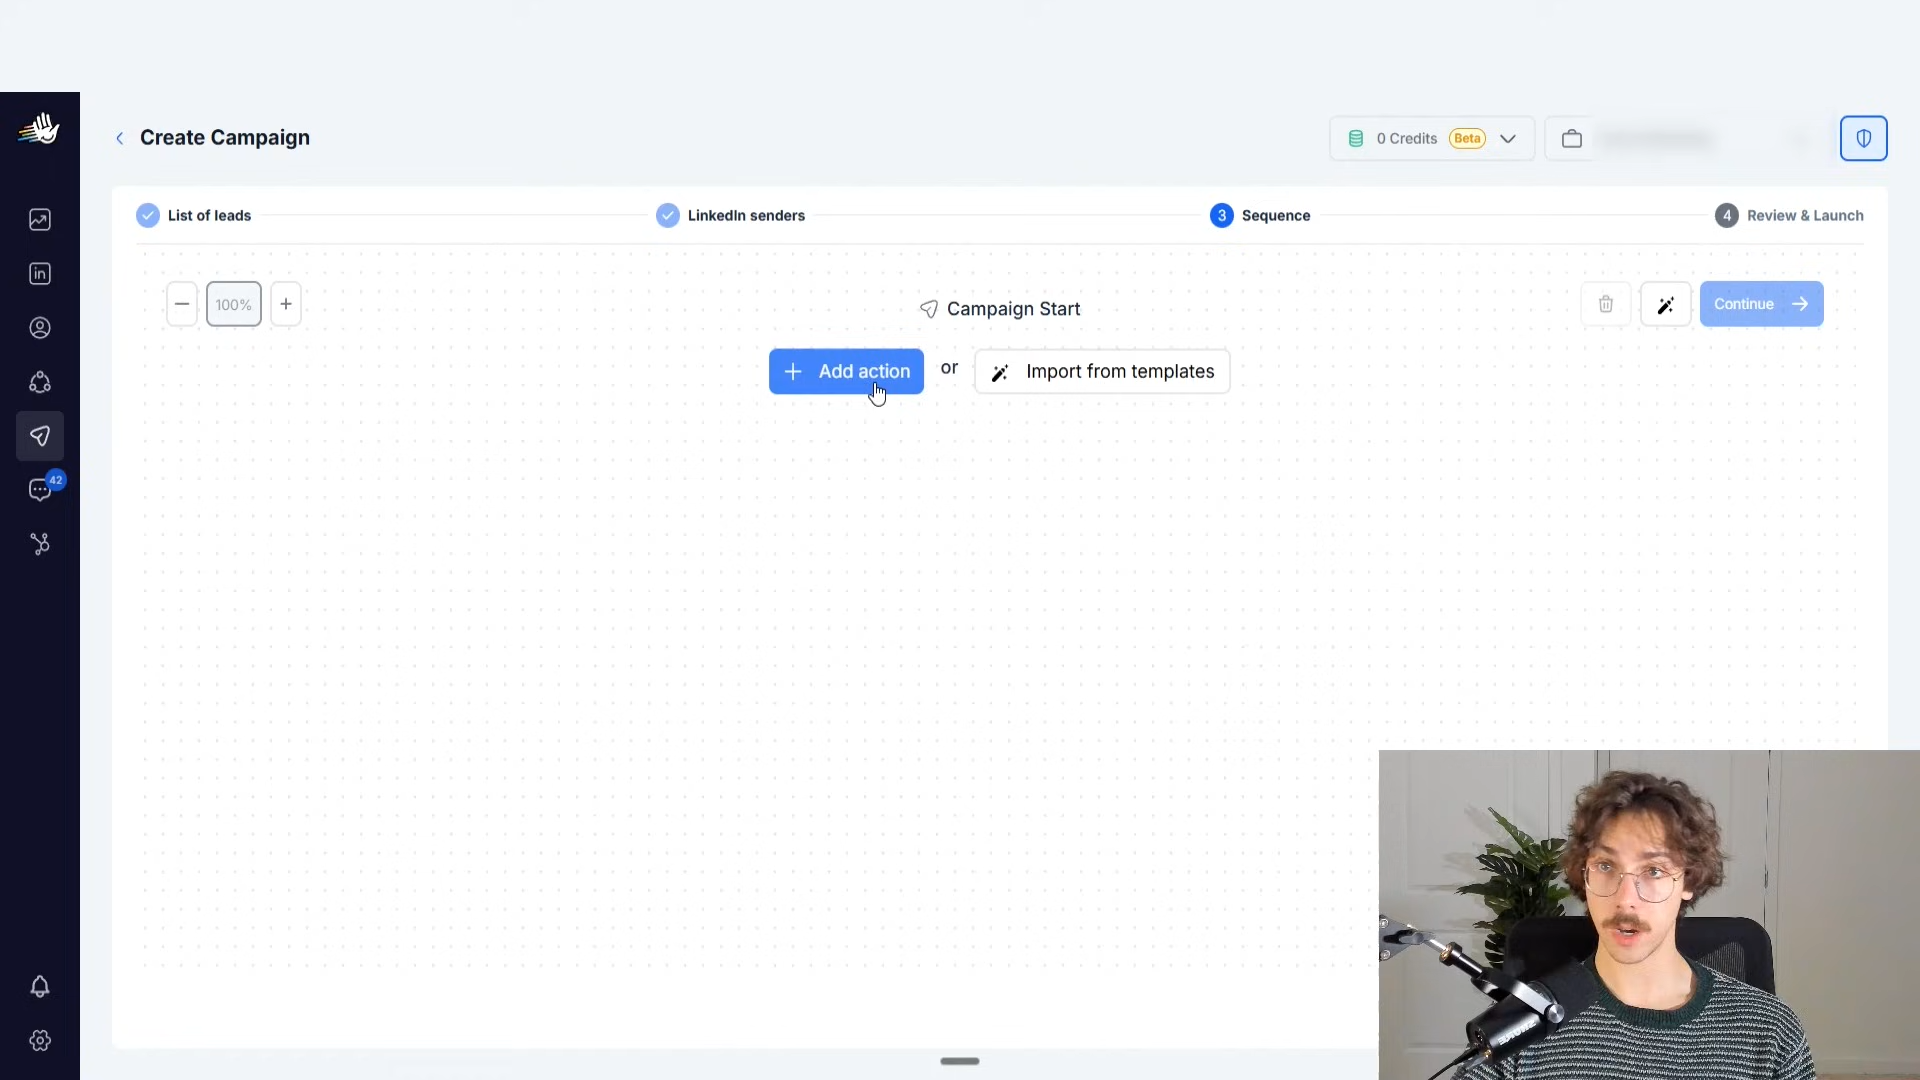 Create Campaign
0 Credits Beta
List of leads
LinkedIn senders
3 Sequence
4 Review & Launch
100%
Campaign Start
Continue
Add action
or
Import from templates
42
in